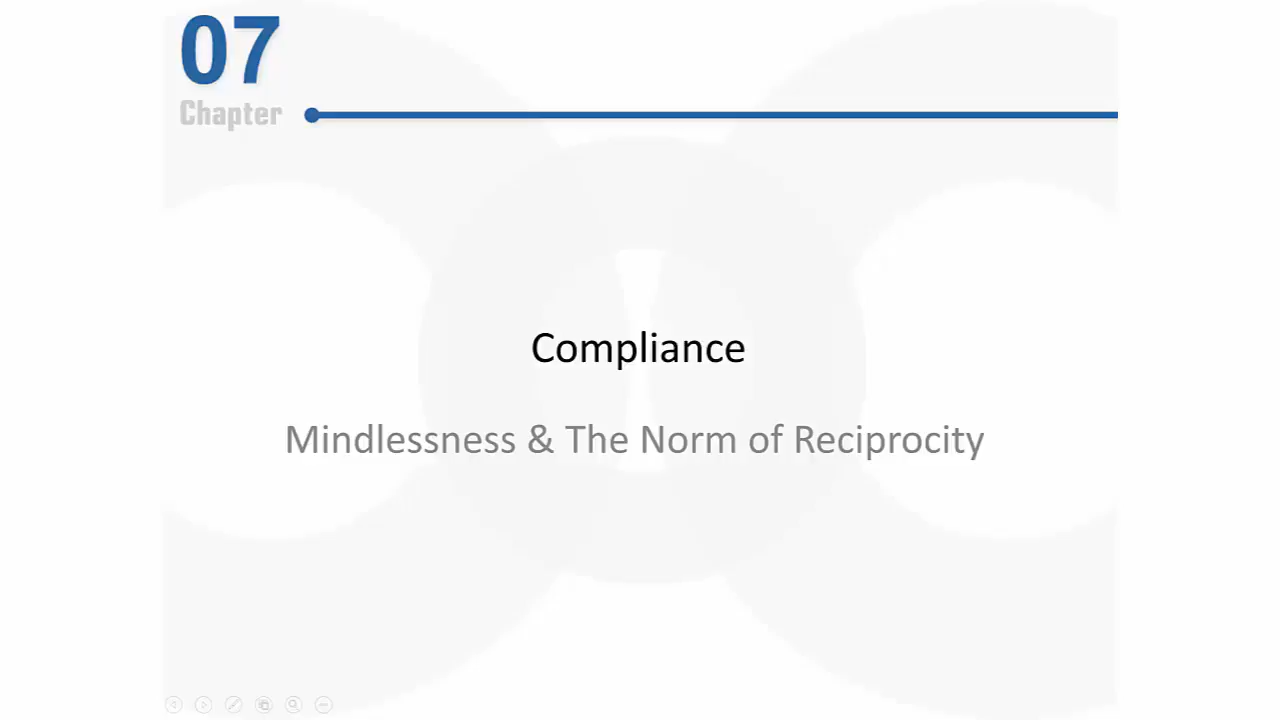 07
Chapter
Compliance
Mindlessness & The Norm of Reciprocity